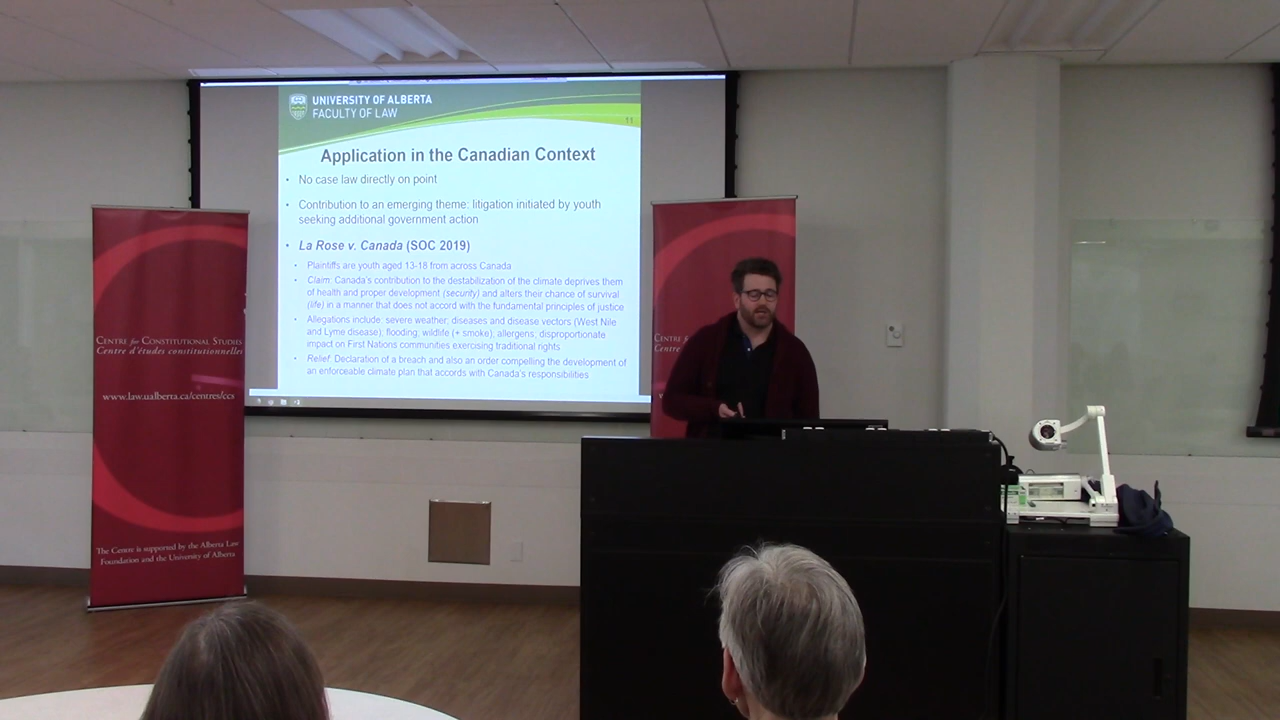 UNIVERSITY OF ALBERTA
FACULTY OF LAW
11
Application in the Canadian Context
• No case law directly on point
• Contribution to an emerging theme: litigation initiated by youth
seeking additional government action
• La Rose v. Canada (SOC 2019)
• Plaintiffs are youth aged 13-18 from across Canada
• Claim: Canada's contribution to the destabilization of the climate deprives them
of health and proper development (security) and alters their chance of survival
(life) in a manner that does not accord with the fundamental principles of justice
• Allegations include: severe weather; diseases and disease vectors (West Nile
and Lyme disease); flooding; wildlife (+ smoke); allergens; disproportionate
impact on First Nations communities exercising traditional rights
• Relief: Declaration of a breach and also an order compelling the development of
an enforceable climate plan that accords with Canada's responsibilities
CENTRE for CONSTITUTIONAL STUDIES
Centre d'études constitutionnelles
www.law.ualberta.ca/centres/ccs
The Centre is supported by the Alberta Law
Foundation and the University of Alberta
CENTRE
Centre